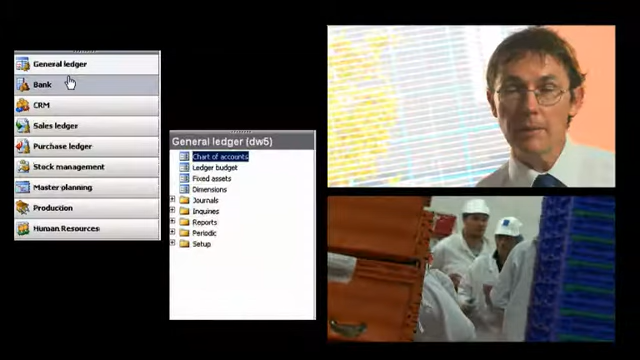 General ledger
Bank
CRM
Sales ledger
Purchase ledger
Stock management
Master planning
Production
Human Resources
General ledger (dw5)
Chart of accounts
Ledger budget
Fixed assets
Dimensions
Journals
Inquires
Reports
Periodic
Setup